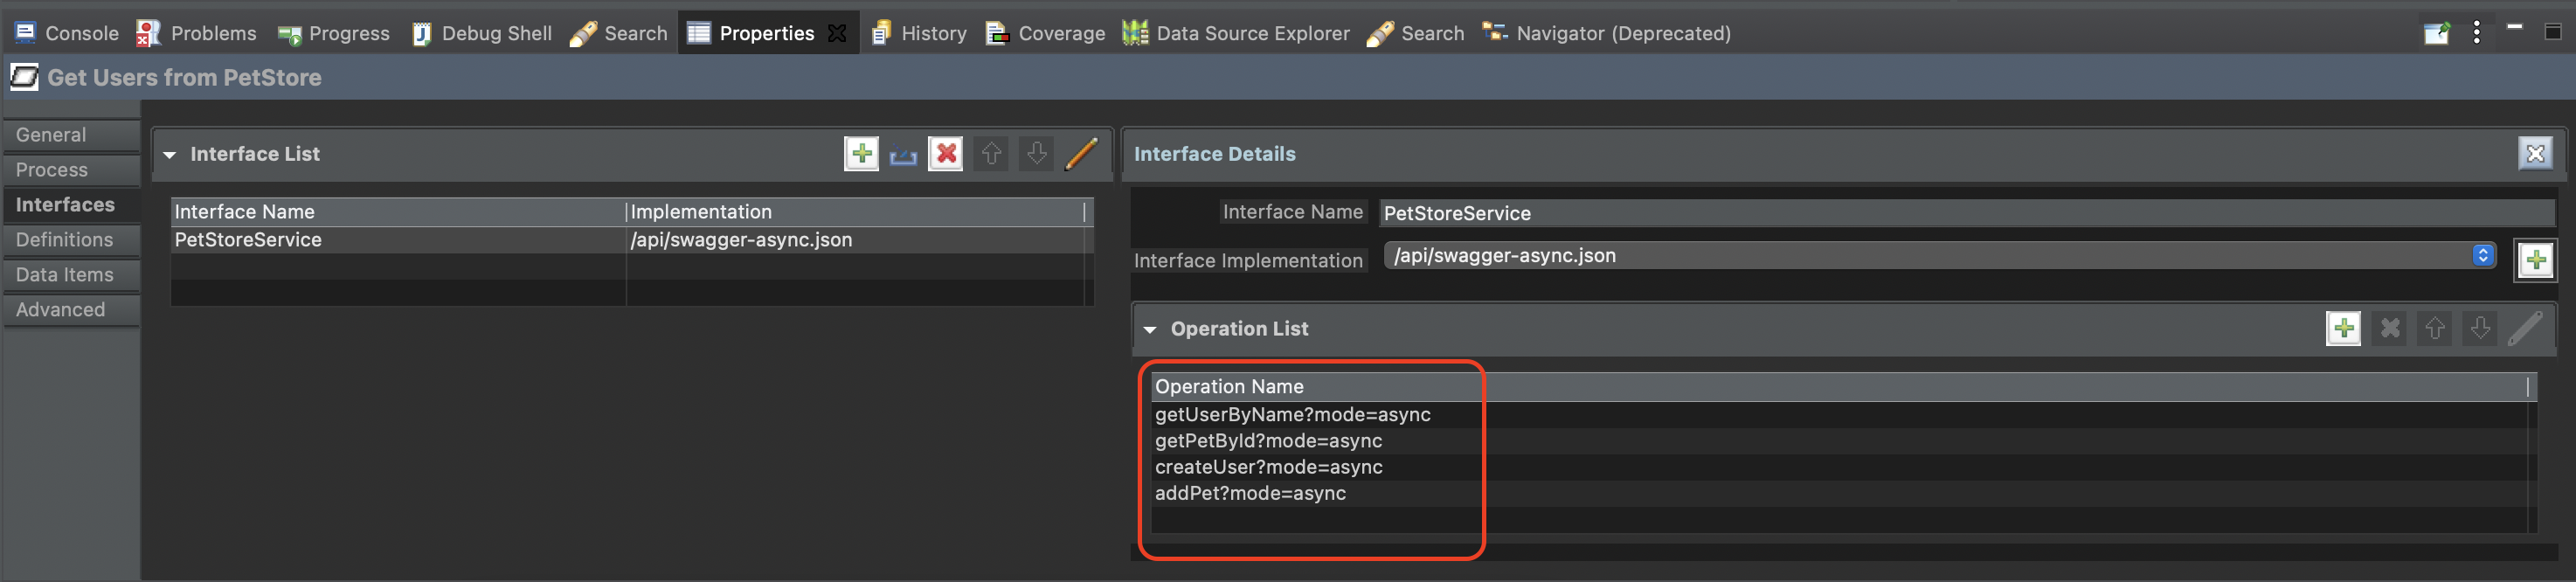 Console Problems Progress Debug Shell Search Properties History Coverage Data Source Explorer Search Navigator (Deprecated)
Get Users from PetStore
General
Process
Interfaces
Definitions
Data Items
Advanced
Interface List
Interface Name Implementation
PetStoreService /api/swagger-async.json
Interface Details
Interface Name PetStoreService
Interface Implementation /api/swagger-async.json
Operation List
Operation Name
getUserByName?mode=async
getPetById?mode=async
createUser?mode=async
addPet?mode=async